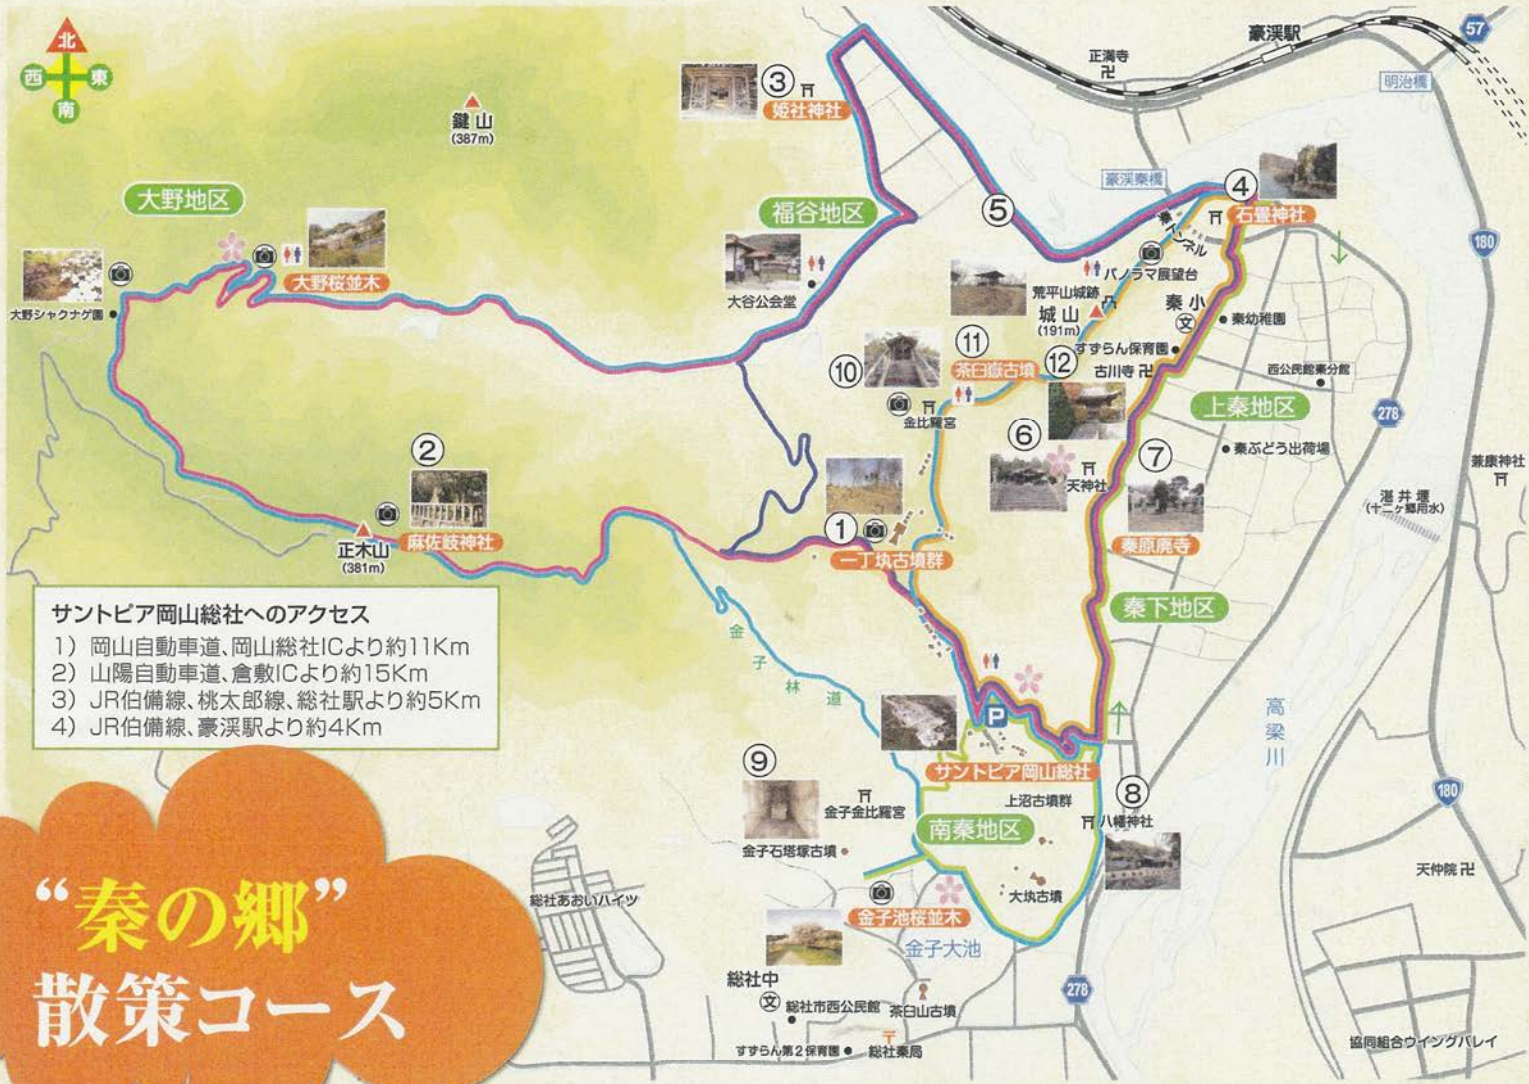 北
西
東
南
鍵山
(387m)
③
姫社神社
正満寺
豪渓駅
57
明治橋
大野地区
福谷地区
⑤
豪渓秦橋
④
石畳神社
180
大野桜並木
大野シャクナゲ園
大谷公会堂
秦トンネル
パノラマ展望台
荒平山城跡
城山
(191m)
秦小
文
秦幼稚園
すずらん保育園
古川寺
西公民館秦分館
⑩
⑪
茶臼嶽古墳
⑫
金比羅宮
上秦地区
278
⑥
天神社
⑦
秦ぶどう出荷場
兼康神社
湛井堰
(十二ヶ郷用水)
②
麻佐岐神社
正木山
(381m)
①
一丁𡉕古墳群
秦原廃寺
秦下地区
サントピア岡山総社へのアクセス
1) 岡山自動車道、岡山総社ICより約11Km
2) 山陽自動車道、倉敷ICより約15Km
3) JR伯備線、桃太郎線、総社駅より約5Km
4) JR伯備線、豪渓駅より約4Km
金子林道
P
サントピア岡山総社
高梁川
⑨
金子金比羅宮
金子石塔塚古墳
上沼古墳群
⑧
八幡神社
180
南秦地区
大𡉕古墳
天仲院
総社あおいハイツ
金子池桜並木
金子大池
総社中
文
総社市西公民館
茶臼山古墳
278
すずらん第2保育園
総社秦局
協同組合ウイングバレイ
“秦の郷”
散策コース